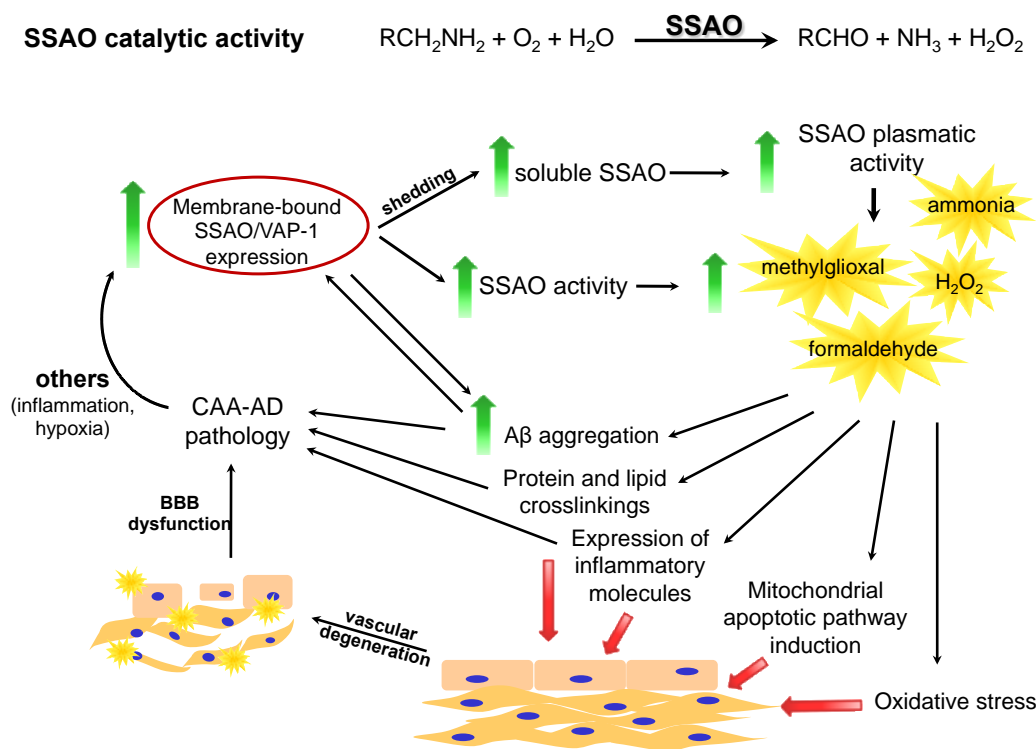 SSAO catalytic activity
RCH₂NH₂ + O₂ + H₂O
SSAO
RCHO + NH₃ + H₂O₂
Membrane-bound
SSAO/VAP-1
expression
shedding
soluble SSAO
SSAO plasmatic
activity
SSAO activity
ammonia
methylglioxal
H₂O₂
formaldehyde
others
(inflammation,
hypoxia)
CAA-AD
pathology
Aβ aggregation
Protein and lipid
crosslinkings
Expression of
inflammatory
molecules
Mitochondrial
apoptotic pathway
induction
Oxidative stress
BBB
dysfunction
vascular
degeneration